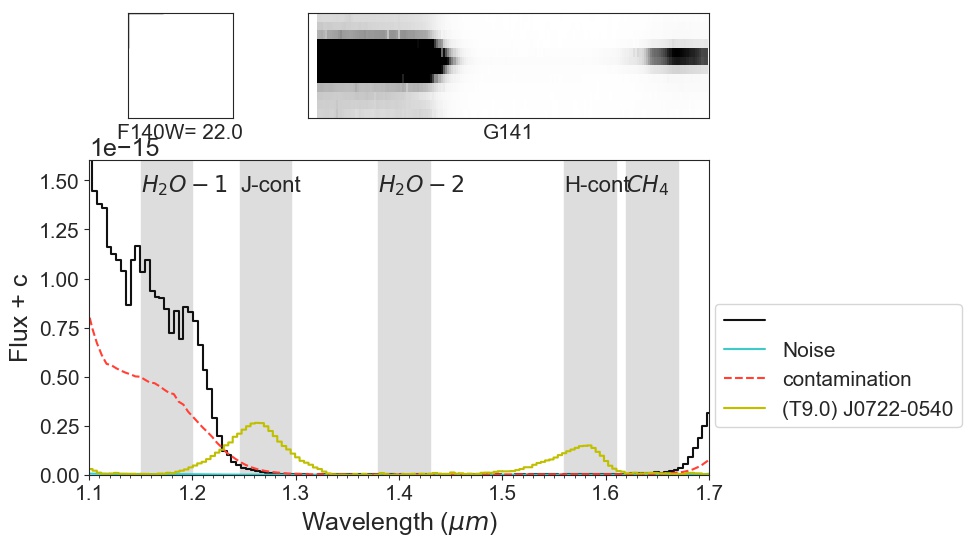 F140W= 22.0
G141
1e−15
H₂O − 1
J-cont
H₂O − 2
H-cont
CH₄
1.50
1.25
1.00
0.75
0.50
0.25
0.00
Flux + c
1.1
1.2
1.3
1.4
1.5
1.6
1.7
Wavelength (μm)
Noise
contamination
(T9.0) J0722-0540